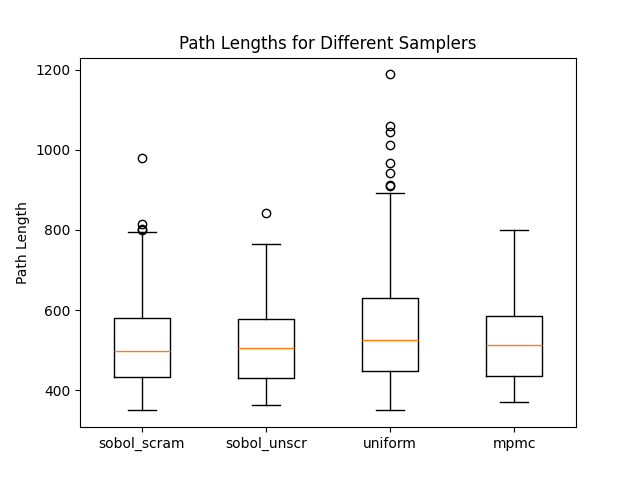 Path Lengths for Different Samplers
1200
1000
800
600
400
Path Length
sobol_scram
sobol_unscr
uniform
mpmc